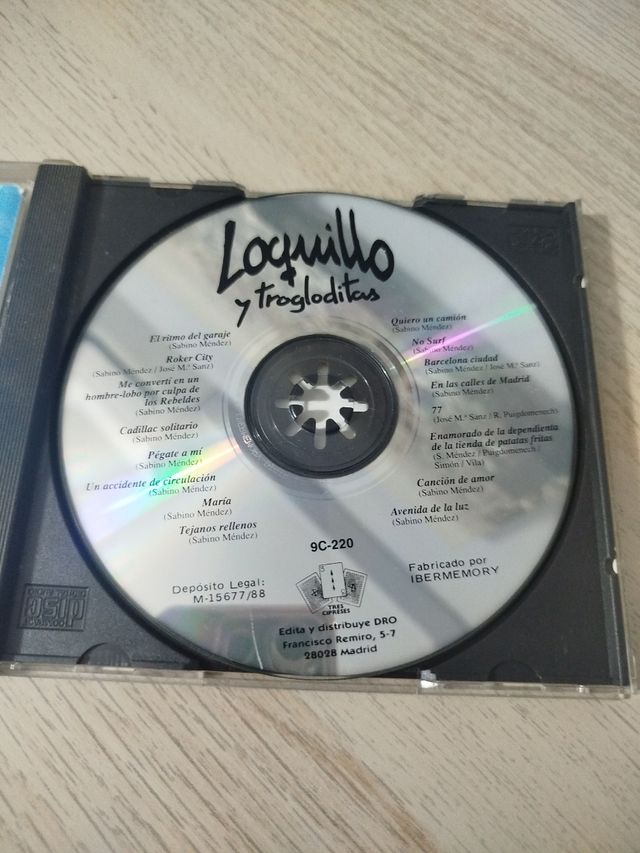 Loquillo
y trogloditas
El ritmo del garaje
(Sabino Méndez)
Roker City
(Sabino Méndez / José M.ª Sanz)
Me convertí en un
hombre-lobo por culpa de
los Rebeldes
(Sabino Méndez)
Cadillac solitario
(Sabino Méndez)
Pégate a mí
(Sabino Méndez)
Un accidente de circulación
(Sabino Méndez)
María
(Sabino Méndez)
Tejanos rellenos
(Sabino Méndez)
Quiero un camión
(Sabino Méndez)
No Surf
(Sabino Méndez)
Barcelona ciudad
(Sabino Méndez / José M.ª Sanz)
En las calles de Madrid
(Sabino Méndez)
77
(José M.ª Sanz / R. Puigdomenech)
Enamorado de la dependienta
de la tienda de patatas fritas
(S. Méndez / Puigdomenech /
Simón / Vila)
Canción de amor
(Sabino Méndez)
Avenida de la luz
(Sabino Méndez)
9C-220
Depósito Legal:
M-15677/88
Fabricado por
IBERMEMORY
TRES
CIPRESES
Edita y distribuye DRO
Francisco Remiro, 5-7
28028 Madrid